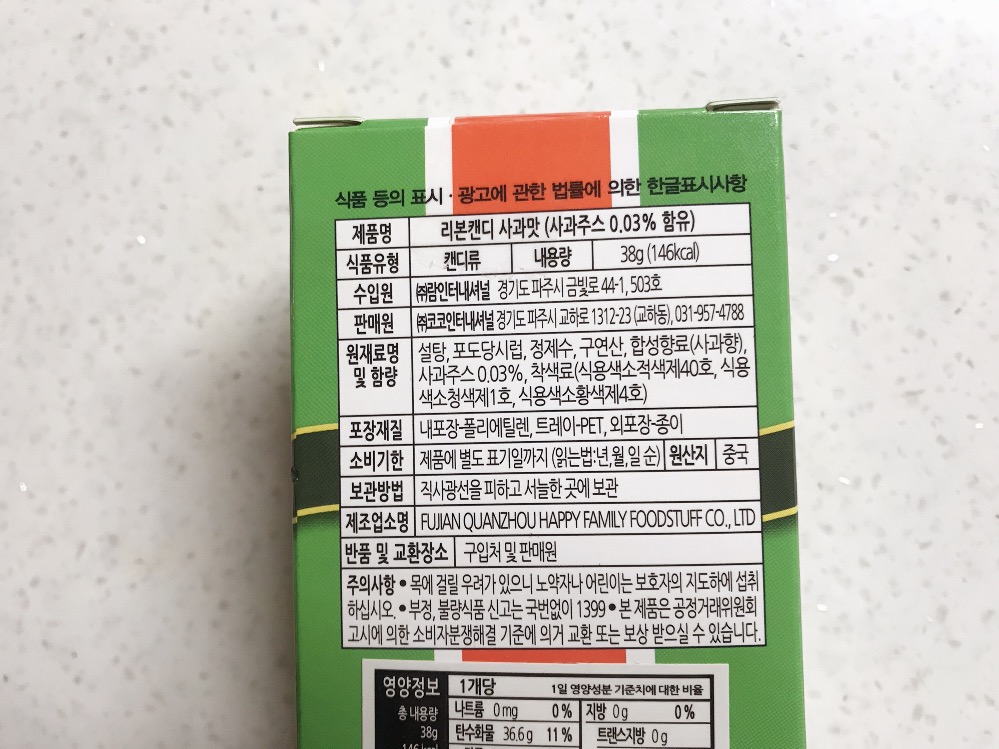 식품 등의 표시·광고에 관한 법률에 의한 한글표시사항
제품명 리본캔디 사과맛 (사과주스 0.03% 함유)
식품유형 캔디류 내용량 38g (146kcal)
수입원 ㈜람인터내셔널 경기도 파주시 금빛로 44-1, 503호
판매원 ㈜코코인터내셔널 경기도 파주시 교하로 1312-23 (교하동), 031-957-4788
원재료명 및 함량 설탕, 포도당시럽, 정제수, 구연산, 합성향료(사과향),
사과주스 0.03%, 착색료(식용색소적색제40호, 식용
색소청색제1호, 식용색소황색제4호)
포장재질 내포장-폴리에틸렌, 트레이-PET, 외포장-종이
소비기한 제품에 별도 표기일까지 (읽는법:년,월,일 순) 원산지 중국
보관방법 직사광선을 피하고 서늘한 곳에 보관
제조업소명 FUJIAN QUANZHOU HAPPY FAMILY FOODSTUFF CO., LTD
반품 및 교환장소 구입처 및 판매원
주의사항 • 목에 걸릴 우려가 있으니 노약자나 어린이는 보호자의 지도하에 섭취
하십시오. • 부정, 불량식품 신고는 국번없이 1399 • 본 제품은 공정거래위원회
고시에 의한 소비자분쟁해결 기준에 의거 교환 또는 보상 받으실 수 있습니다.
영양정보 1개당 1일 영양성분 기준치에 대한 비율
총 내용량 나트륨 0mg 0% 지방 0g 0%
38g 탄수화물 36.6g 11% 트랜스지방 0g